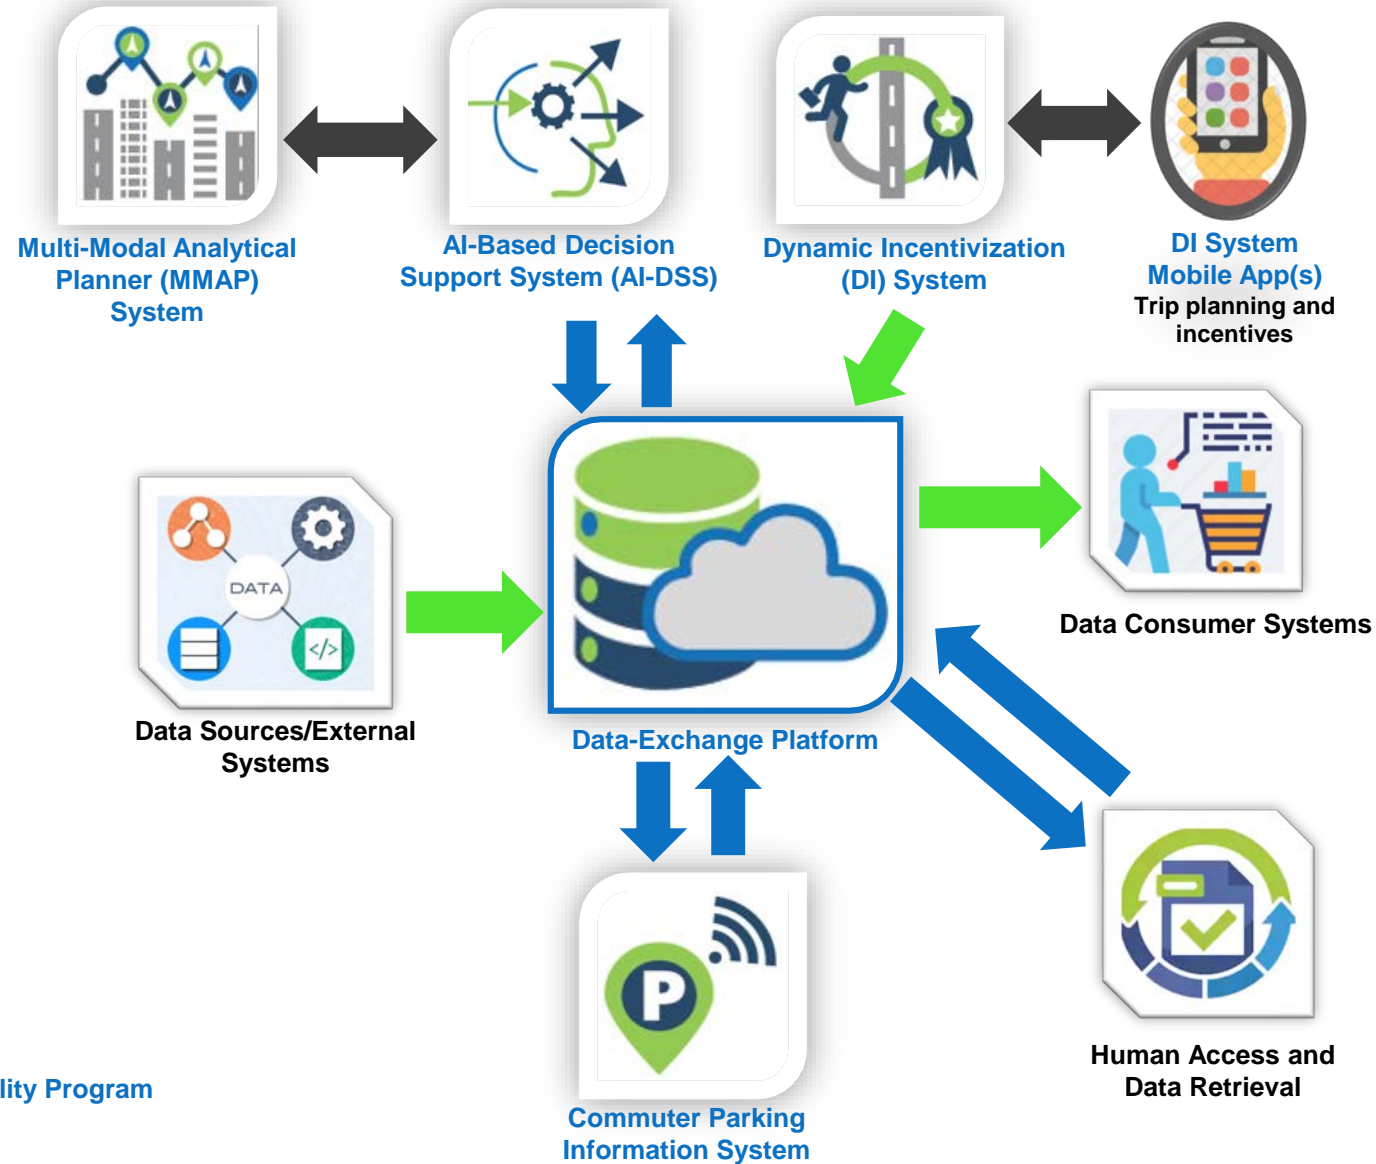 Multi-Modal Analytical
Planner (MMAP)
System
AI-Based Decision
Support System (AI-DSS)
Dynamic Incentivization
(DI) System
DI System
Mobile App(s)
Trip planning and
incentives
DATA
</>
Data Sources/External
Systems
Data-Exchange Platform
Data Consumer Systems
P
Human Access and
Data Retrieval
lity Program
Commuter Parking
Information System